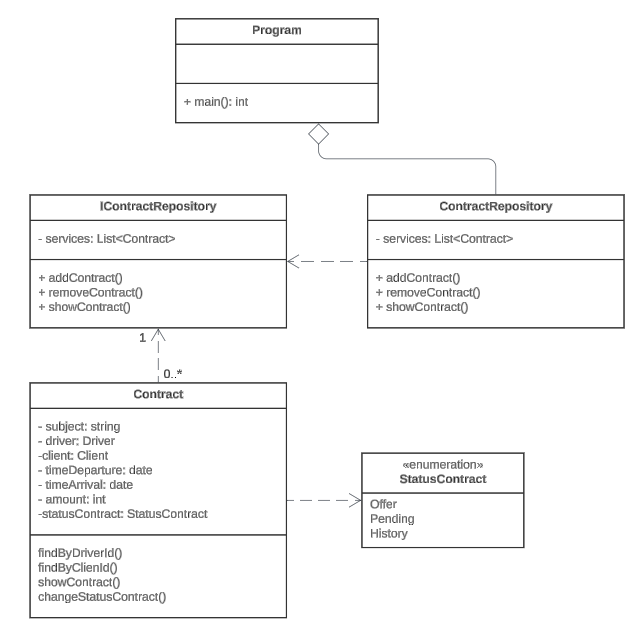 Program
+ main(): int
IContractRepository
- services: List<Contract>
+ addContract()
+ removeContract()
+ showContract()
ContractRepository
- services: List<Contract>
+ addContract()
+ removeContract()
+ showContract()
1
0..*
Contract
- subject: string
- driver: Driver
-client: Client
- timeDeparture: date
- timeArrival: date
- amount: int
-statusContract: StatusContract
findByDriverId()
findByClienId()
showContract()
changeStatusContract()
«enumeration»
StatusContract
Offer
Pending
History